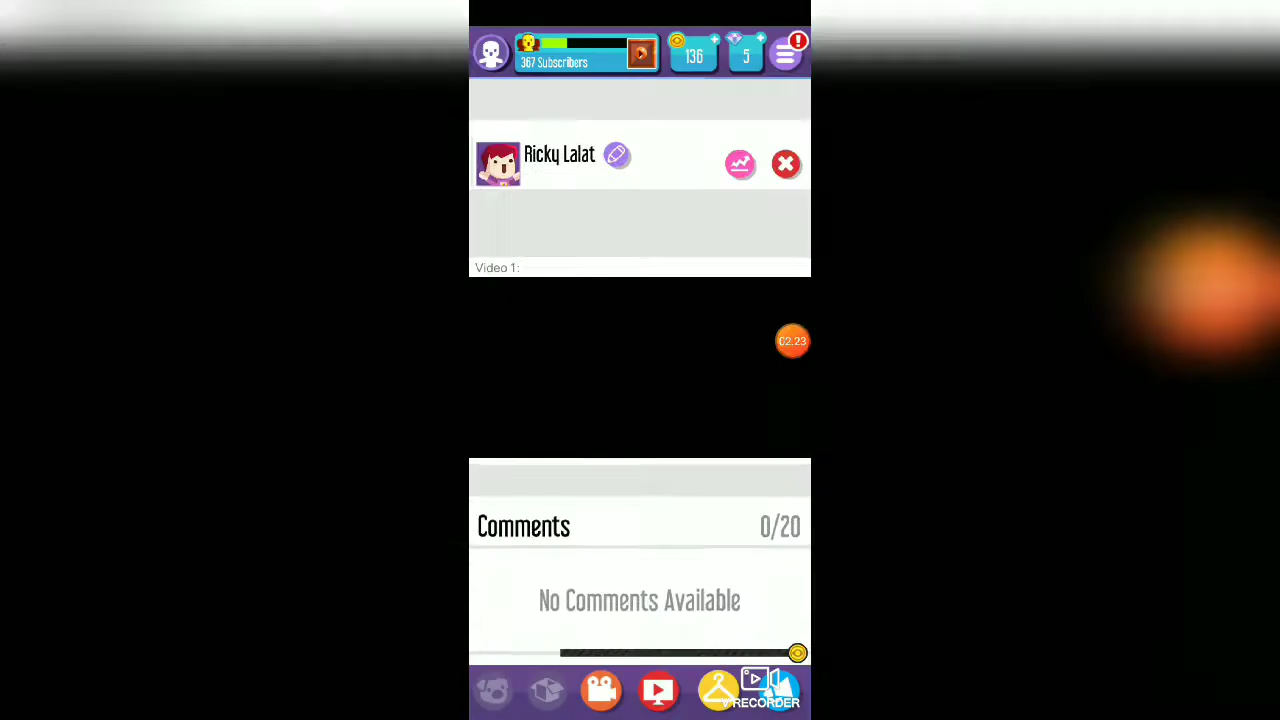 367 Subscribers
136
5
Ricky Lalat
Video 1:
02.23
Comments
0/20
No Comments Available
V RECORDER